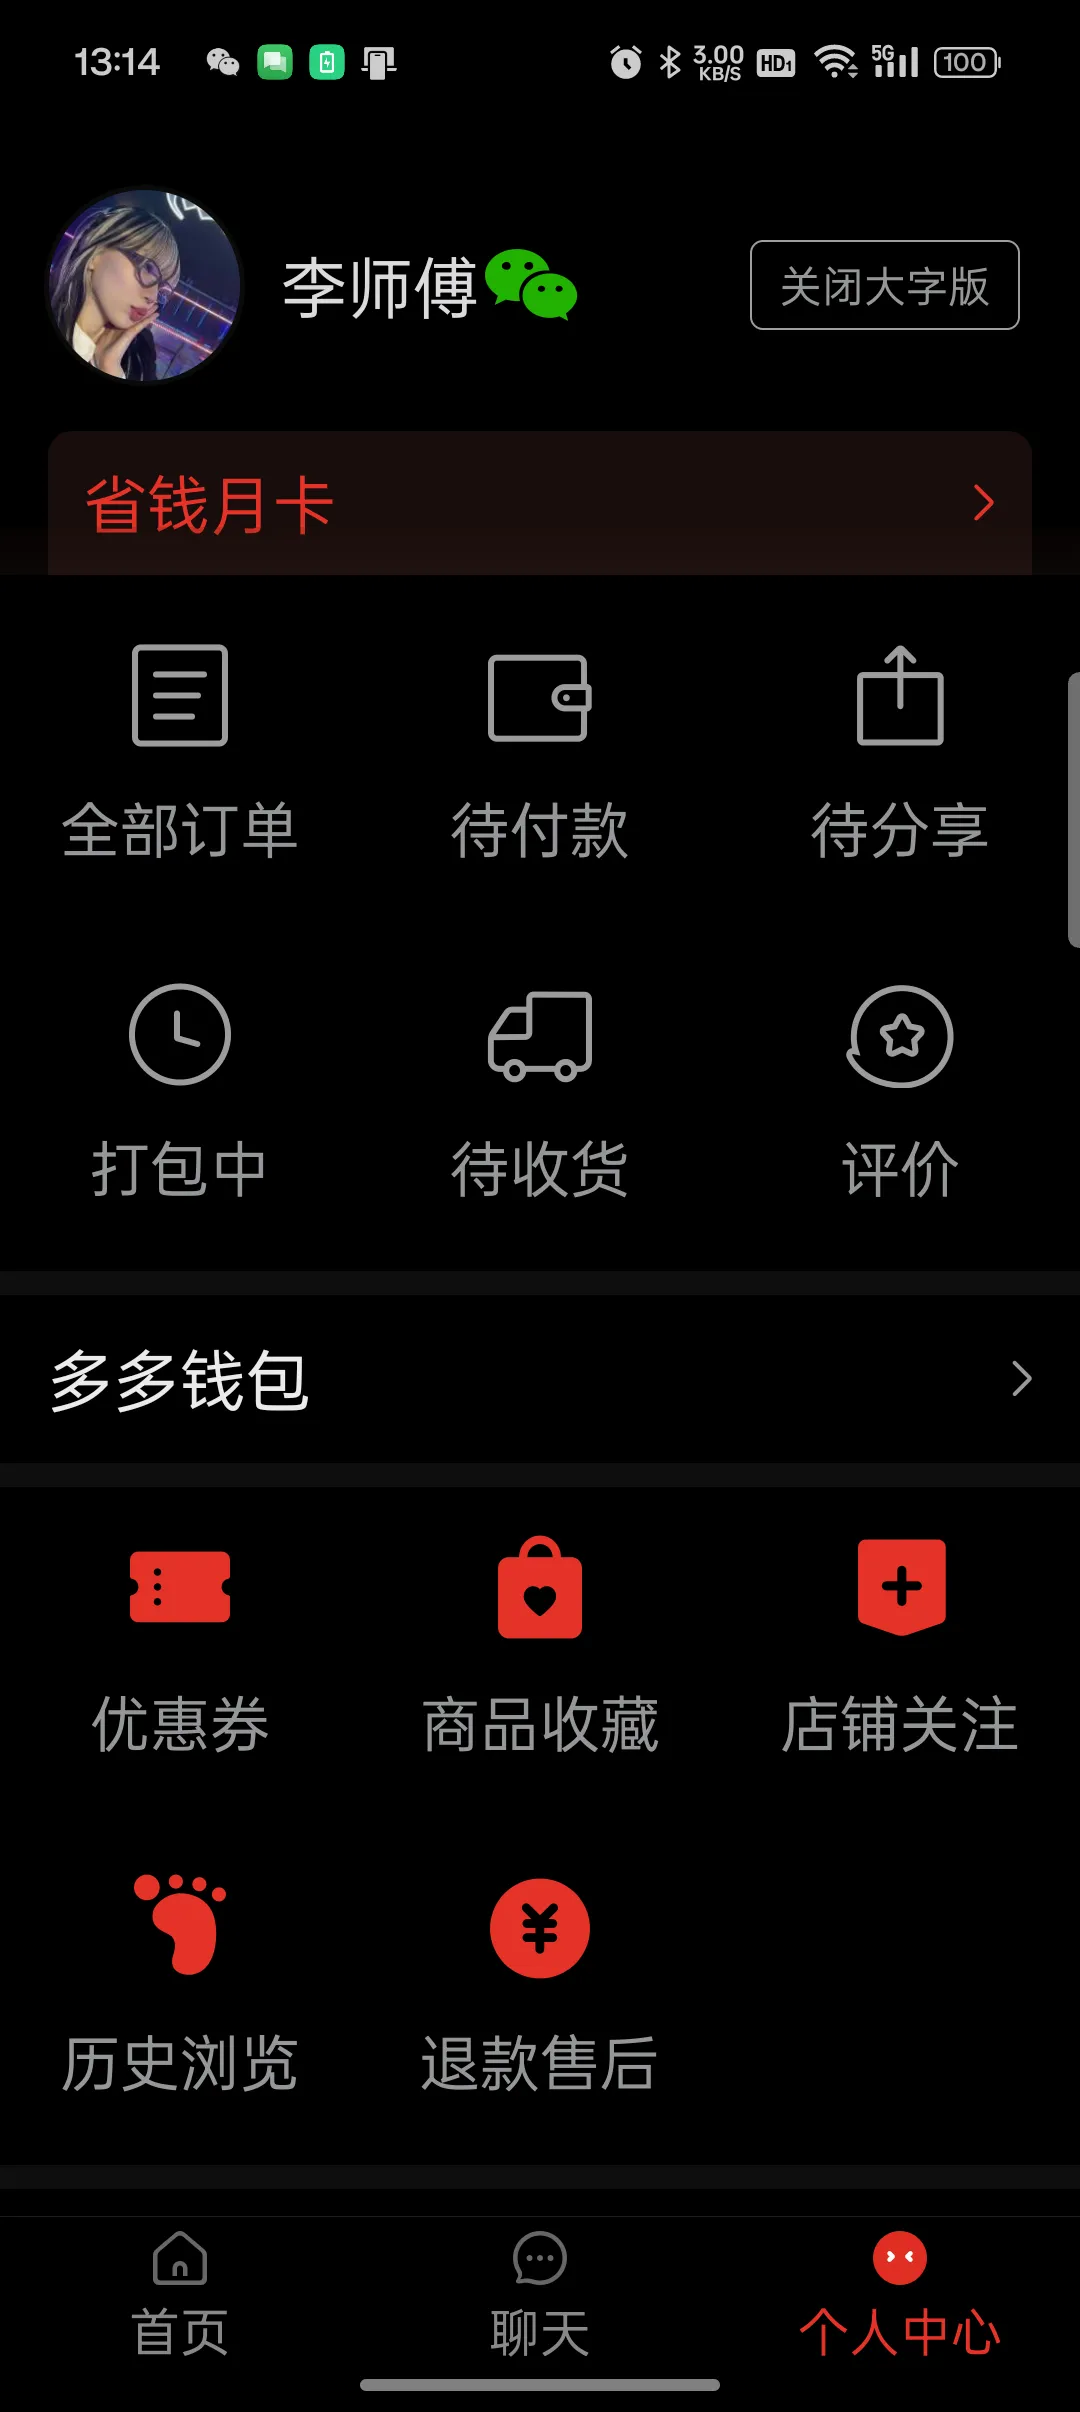 13:14
3.00 KB/S HD1 5G 100
李师傅
关闭大字版
省钱月卡
全部订单 待付款 待分享
打包中 待收货 评价
多多钱包
优惠券 商品收藏 店铺关注
历史浏览 退款售后
首页 聊天 个人中心